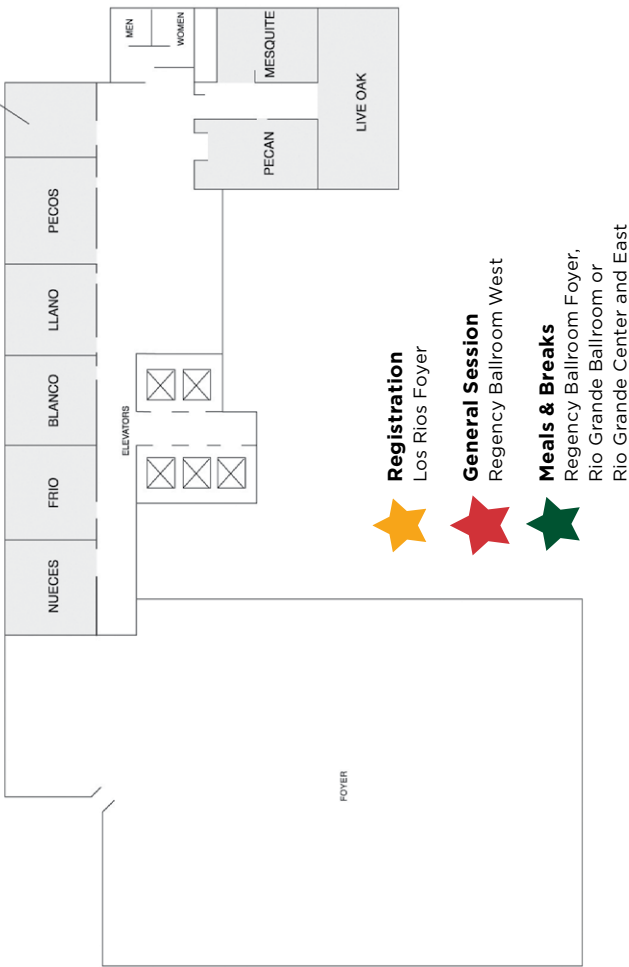 MEN
WOMEN
MESQUITE
LIVE OAK
PECAN
PECOS
LLANO
BLANCO
FRIO
NUECES
ELEVATORS
FOYER
Registration
Los Rios Foyer
General Session
Regency Ballroom West
Meals & Breaks
Regency Ballroom Foyer,
Rio Grande Ballroom or
Rio Grande Center and East